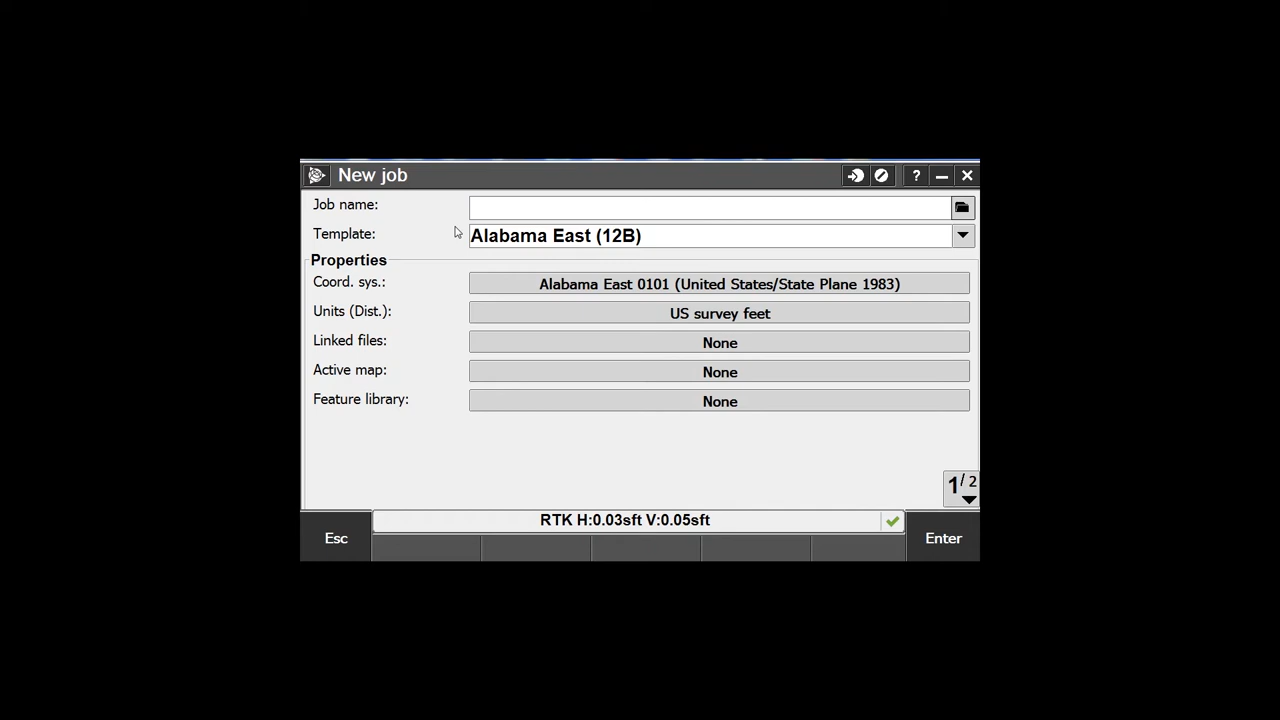 New job
?
Job name:
Template: Alabama East (12B)
Properties
Coord. sys.: Alabama East 0101 (United States/State Plane 1983)
Units (Dist.): US survey feet
Linked files: None
Active map: None
Feature library: None
1/2
RTK H:0.03sft V:0.05sft
Esc
Enter